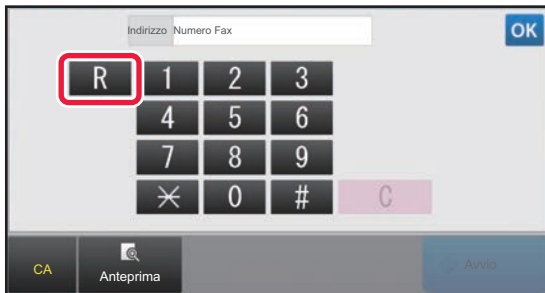 Indirizzo Numero Fax OK
R 1 2 3
4 5 6
7 8 9
* 0 # C
CA Anteprima Avvio